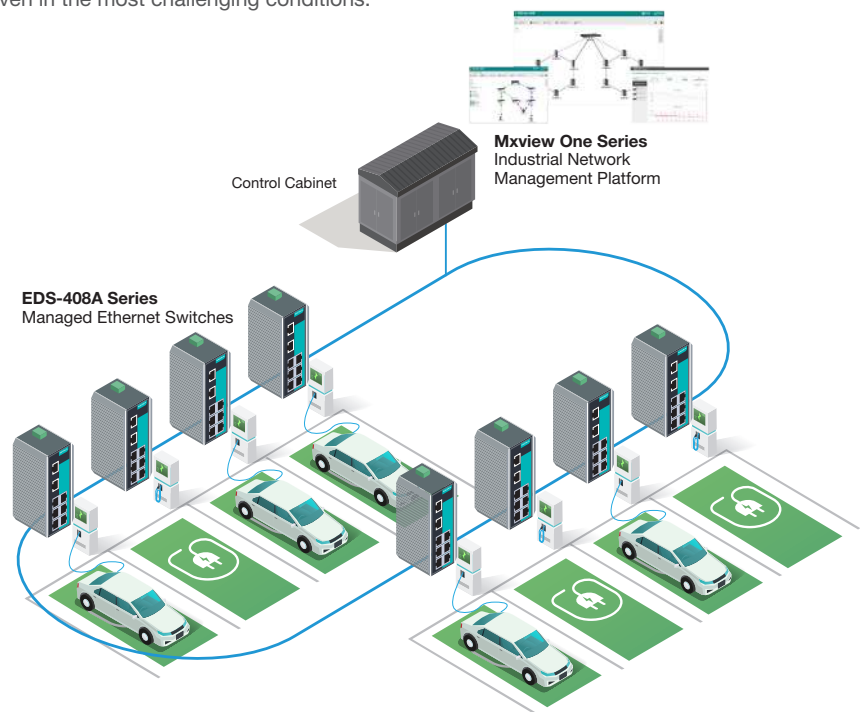 ven in the most challenging conditions.
Mxview One Series
Industrial Network
Management Platform
Control Cabinet
EDS-408A Series
Managed Ethernet Switches